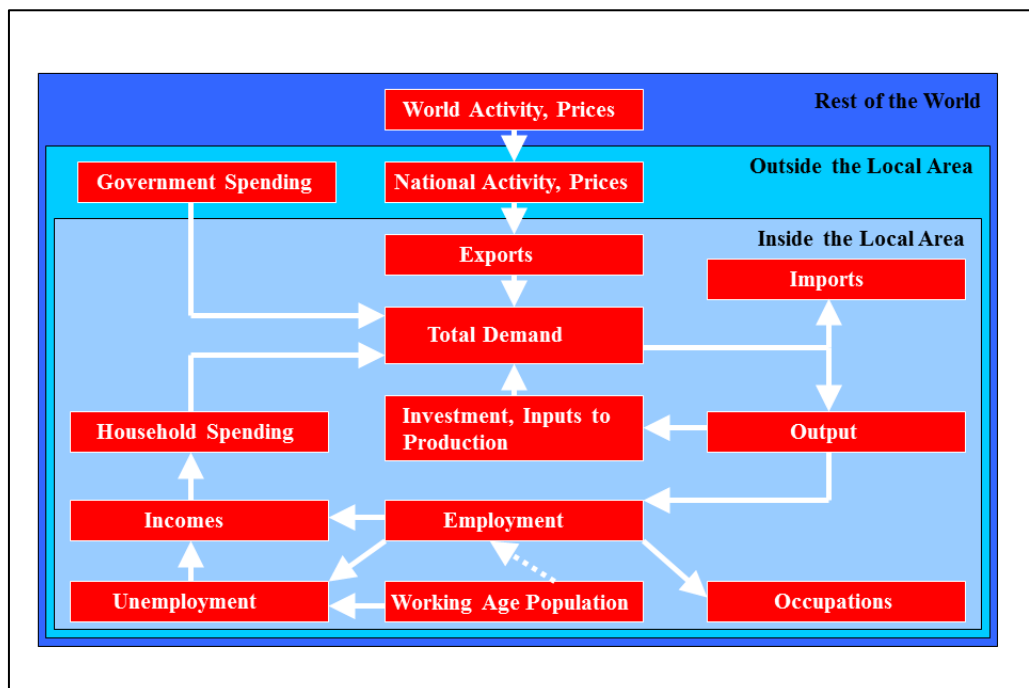 Rest of the World
World Activity, Prices
Outside the Local Area
Government Spending
National Activity, Prices
Inside the Local Area
Exports
Imports
Total Demand
Household Spending
Investment, Inputs to
Production
Output
Incomes
Employment
Unemployment
Working Age Population
Occupations